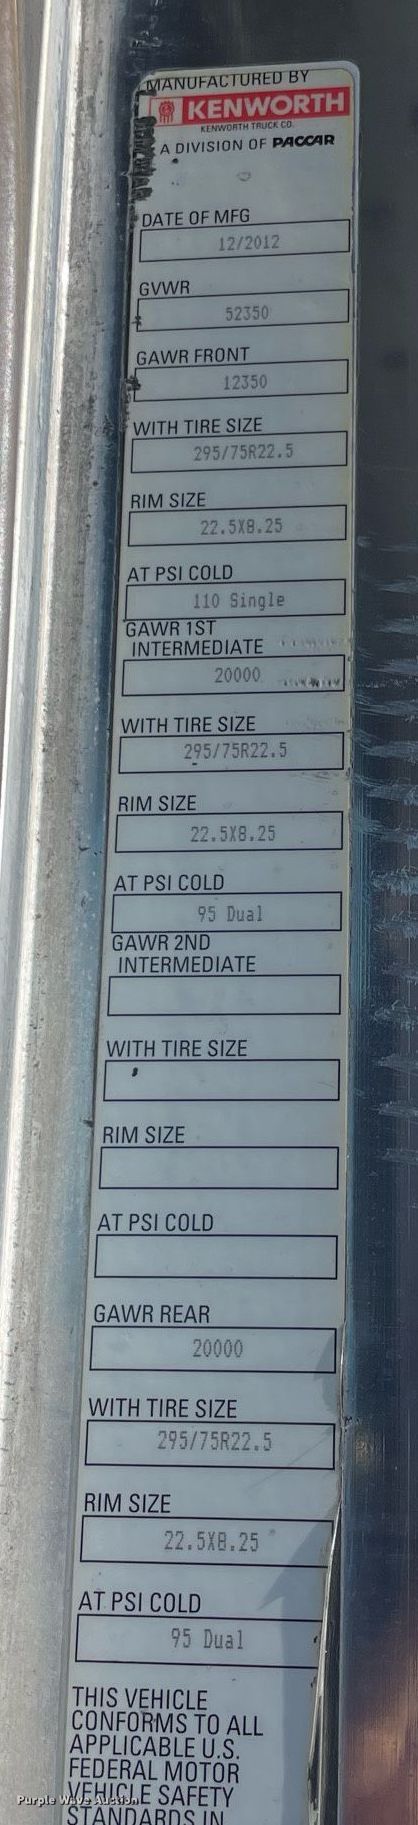 MANUFACTURED BY
KENWORTH
KENWORTH TRUCK CO.
A DIVISION OF PACCAR
DATE OF MFG
12/2012
GVWR
52350
GAWR FRONT
12350
WITH TIRE SIZE
295/75R22.5
RIM SIZE
22.5X8.25
AT PSI COLD
110 Single
GAWR 1ST
INTERMEDIATE
20000
WITH TIRE SIZE
295/75R22.5
RIM SIZE
22.5X8.25
AT PSI COLD
95 Dual
GAWR 2ND
INTERMEDIATE
WITH TIRE SIZE
RIM SIZE
AT PSI COLD
GAWR REAR
20000
WITH TIRE SIZE
295/75R22.5
RIM SIZE
22.5X8.25
AT PSI COLD
95 Dual
THIS VEHICLE
CONFORMS TO ALL
APPLICABLE U.S.
FEDERAL MOTOR
VEHICLE SAFETY
STANDARDS IN
Purple Wave Auction